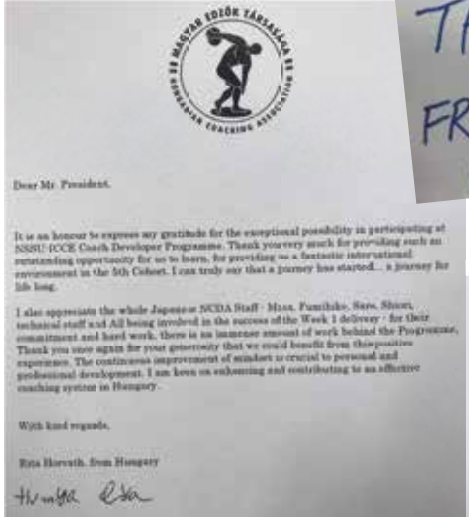 MAGYAR EDZŐK TÁRSASÁGA
HUNGARIAN COACHING ASSOCIATION
FR
Dear Mr. President,
It is an honour to express my gratitude for the exceptional possibility in participating at
NSSU-ICCE Coach Developer Programme. Thank you very much for providing such an
outstanding opportunity for us to learn, for providing us a fantastic international
environment in the 5th Cohort. I can truly say that a journey has started... a journey for
life long.
I also appreciate the whole Japanese NCDA Staff - Miss, Fumihiko, Sara, Shiori,
technical staff and All being involved in the success of the Week 1 delivery - for their
commitment and hard work, there is an immense amount of work behind the Programme.
Thank you once again for your generosity that we could benefit from this positive
experience. The continuous improvement of mindset is crucial to personal and
professional development. I am keen on enhancing and contributing to an effective
coaching system in Hungary.
With kind regards,
Rita Horvath, from Hungary